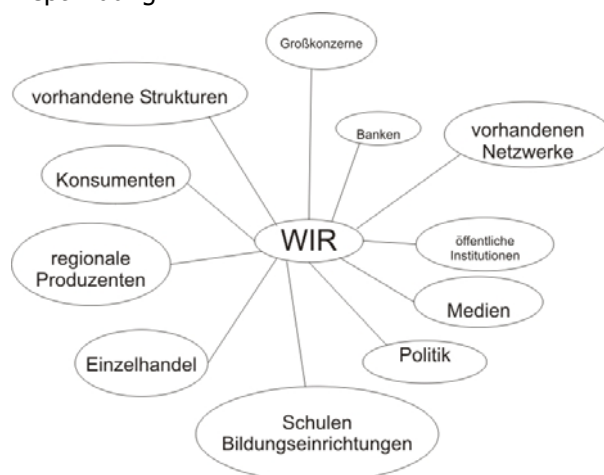 Großkonzerne
vorhandene Strukturen
Banken
vorhandenen
Netzwerke
Konsumenten
WIR
öffentliche
Institutionen
regionale
Produzenten
Medien
Einzelhandel
Politik
Schulen
Bildungseinrichtungen